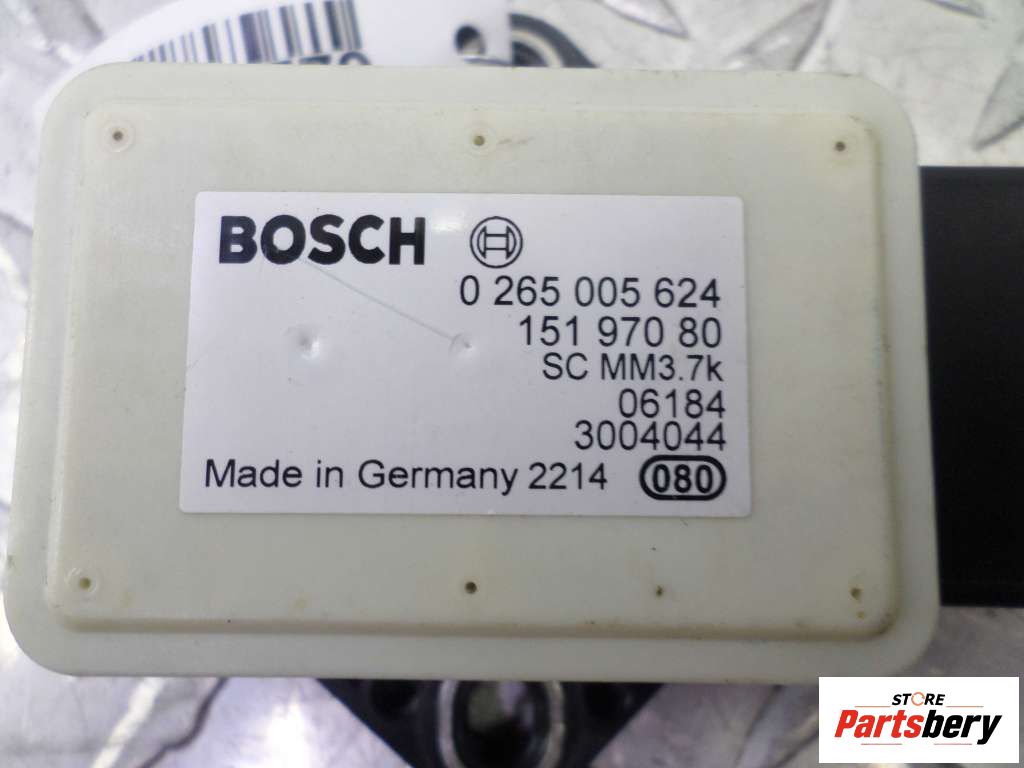 BOSCH
0 265 005 624
151 970 80
SC MM3.7k
06184
3004044
Made in Germany 2214 080
STORE
Partsbery